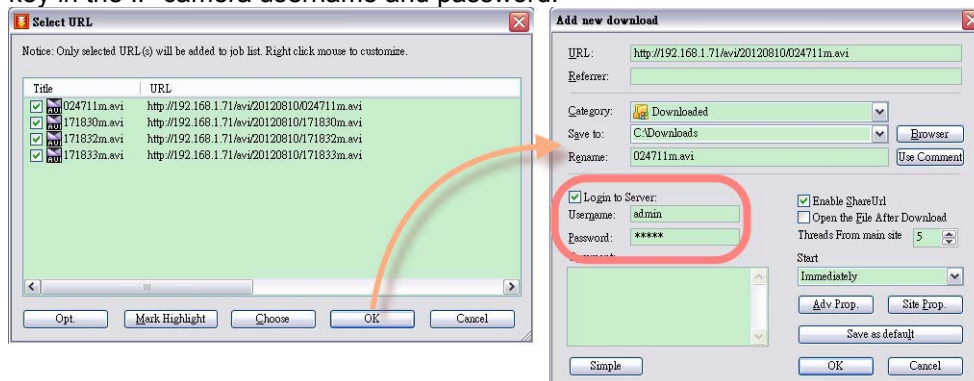 key in the IP camera username and password.
Select URL
Notice: Only selected URL(s) will be added to job list. Right click mouse to customize.
Title URL
024711m.avi http://192.168.1.71/avi/20120810/024711m.avi
171830m.avi http://192.168.1.71/avi/20120810/171830m.avi
171832m.avi http://192.168.1.71/avi/20120810/171832m.avi
171833m.avi http://192.168.1.71/avi/20120810/171833m.avi
Opt. Mark Highlight Choose OK Cancel
Add new download
URL: http://192.168.1.71/avi/20120810/024711m.avi
Referrer:
Category: Downloaded
Save to: C:\Downloads Browser
Rename: 024711m.avi Use Comment
Login to Server:
Username: admin
Password: *****
Comment:
Enable ShareUrl
Open the File After Download
Threads From main site 5
Start
Immediately
Adv Prop. Site Prop.
Save as default
Simple OK Cancel